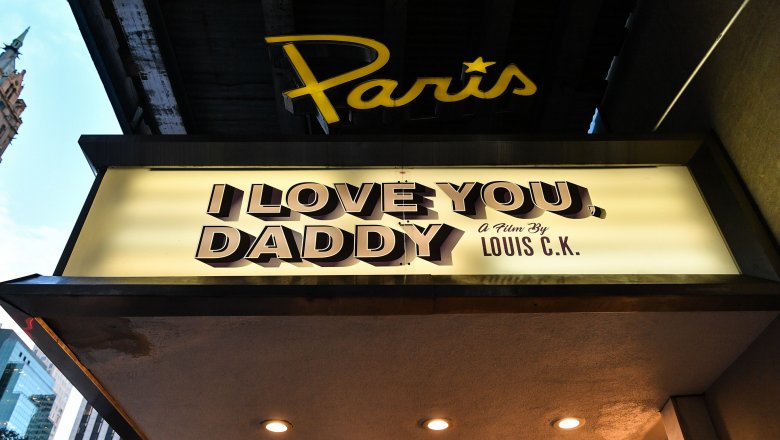 Paris
I LOVE YOU,
DADDY
A Film By
LOUIS C.K.